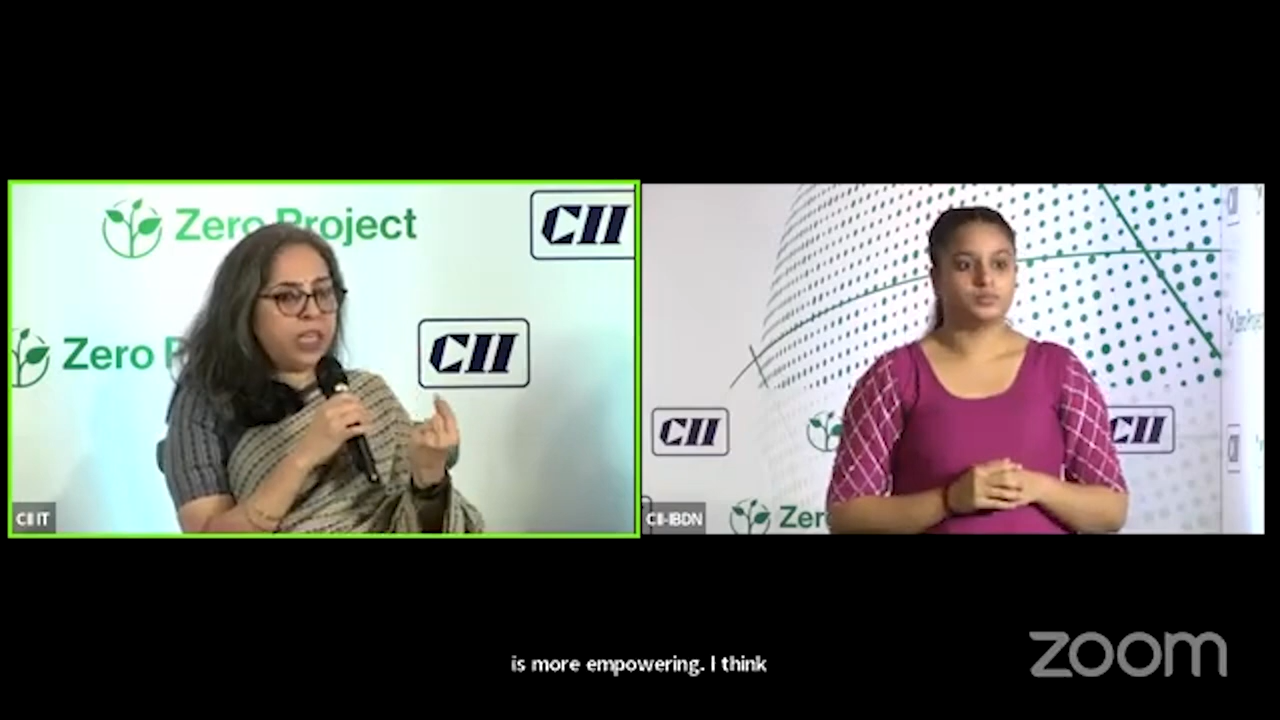 Zero Project
CII
Zero P
CII
CII IT
CII
CII
CII-IBDN
Zer
is more empowering. I think
zoom